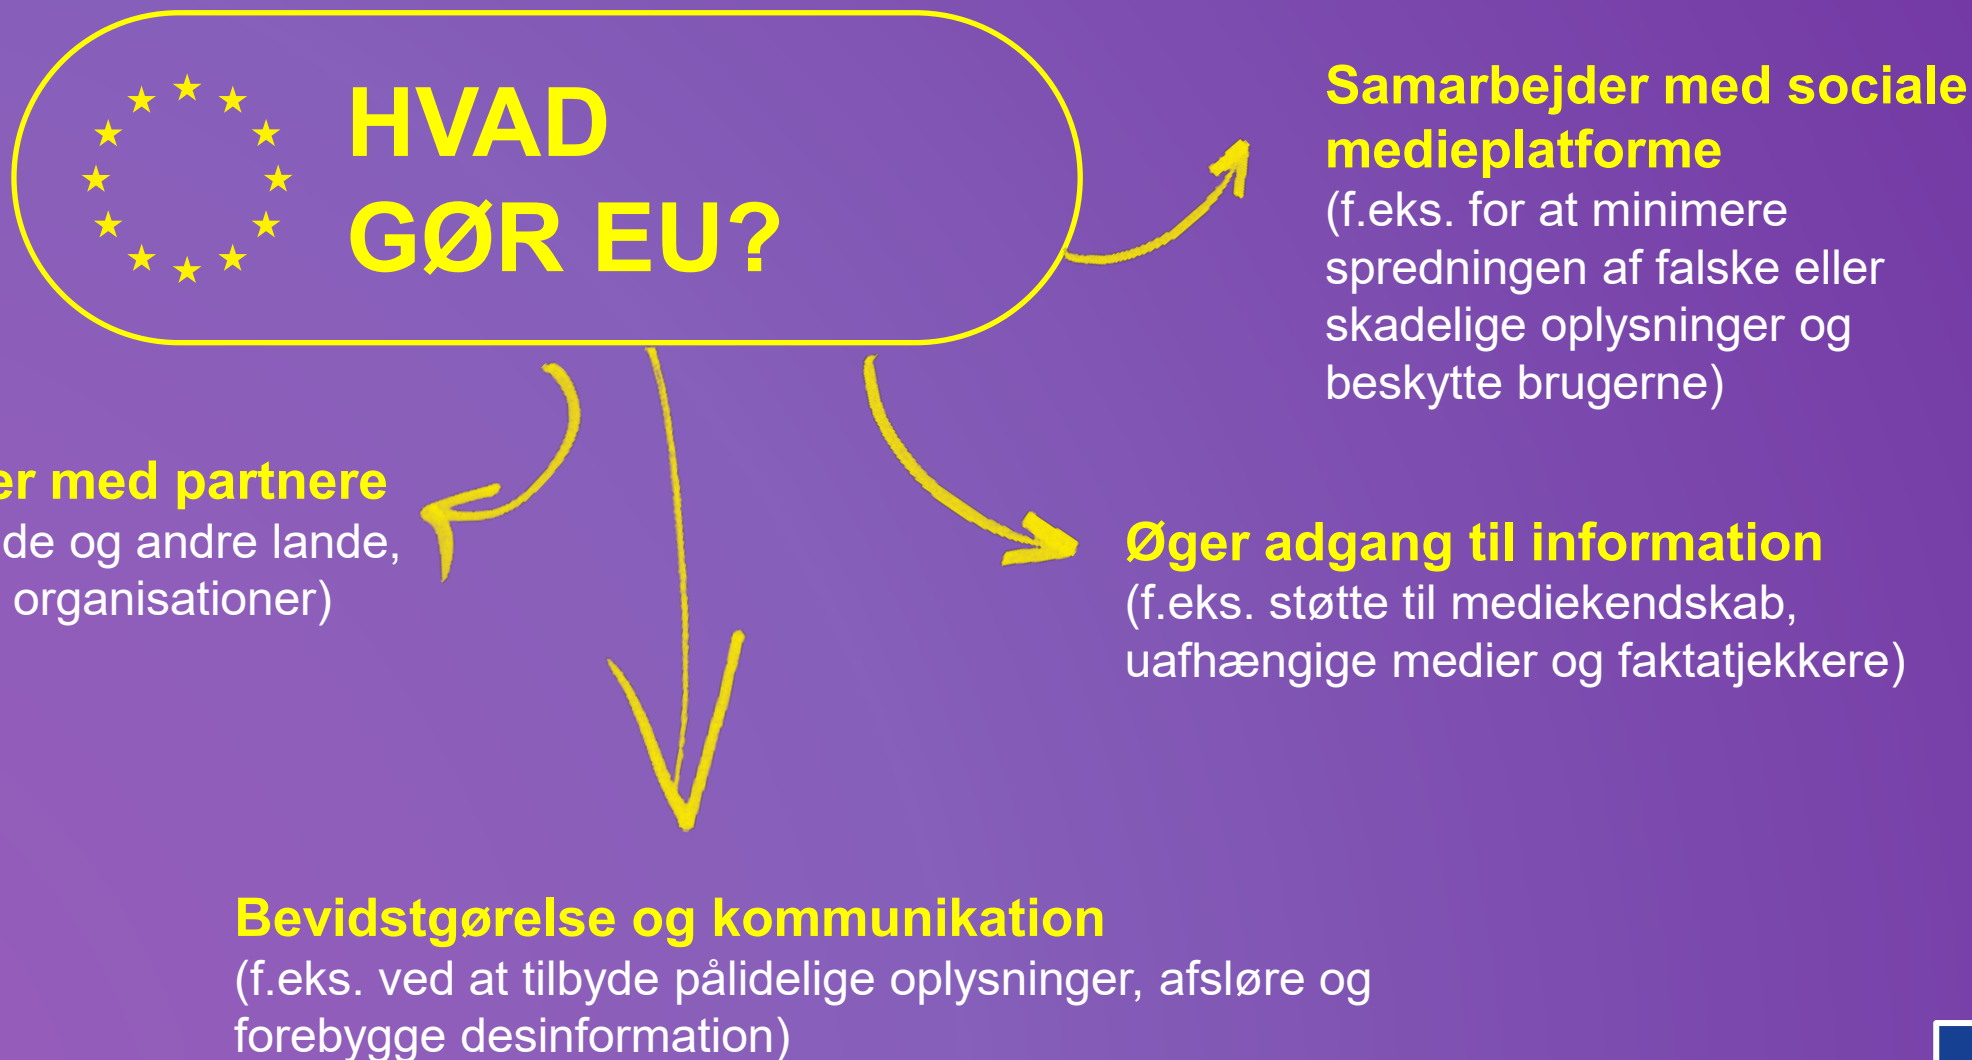 HVAD
GØR EU?
Samarbejder med sociale
medieplatforme
(f.eks. for at minimere
spredningen af falske eller
skadelige oplysninger og
beskytte brugerne)
med partnere
og andre lande,
organisationer)
Øger adgang til information
(f.eks. støtte til mediekendskab,
uafhængige medier og faktatjekkere)
Bevidstgørelse og kommunikation
(f.eks. ved at tilbyde pålidelige oplysninger, afsløre og
forebygge desinformation)